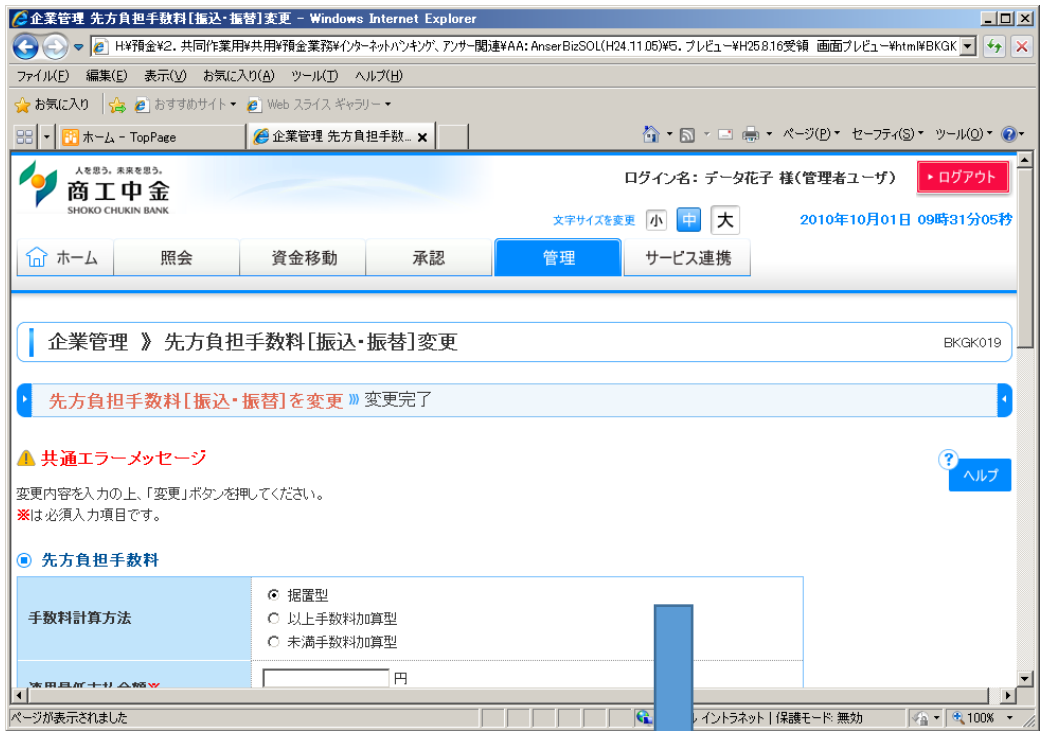 企業管理 先方負担手数料[振込・振替]変更 - Windows Internet Explorer
H:¥預金¥2. 共同作業用¥共用¥預金業務¥インターネットバンキング、アンサー関連¥AA: AnserBizSOL(H24.11.05)¥5. プレビュー¥H25.8.16受領 画面プレビュー¥html¥BKGK
ファイル(F) 編集(E) 表示(V) お気に入り(A) ツール(T) ヘルプ(H)
お気に入り おすすめサイト Web スライス ギャラリー
ホーム - TopPage 企業管理 先方負担手数... ページ(P) セーフティ(S) ツール(O)
人を思う。未来を思う。
商工中金
SHOKO CHUKIN BANK
ログイン名: データ花子 様(管理者ユーザ) ログアウト
文字サイズを変更 小 中 大 2010年10月01日 09時31分05秒
ホーム 照会 資金移動 承認 管理 サービス連携
企業管理 》 先方負担手数料[振込・振替]変更 BKGK019
先方負担手数料[振込・振替]を変更 》 変更完了
共通エラーメッセージ
? ヘルプ
変更内容を入力の上、「変更」ボタンを押してください。
※は必須入力項目です。
先方負担手数料
手数料計算方法
据置型
以上手数料加算型
未満手数料加算型
円
ページが表示されました イントラネット | 保護モード: 無効 100%